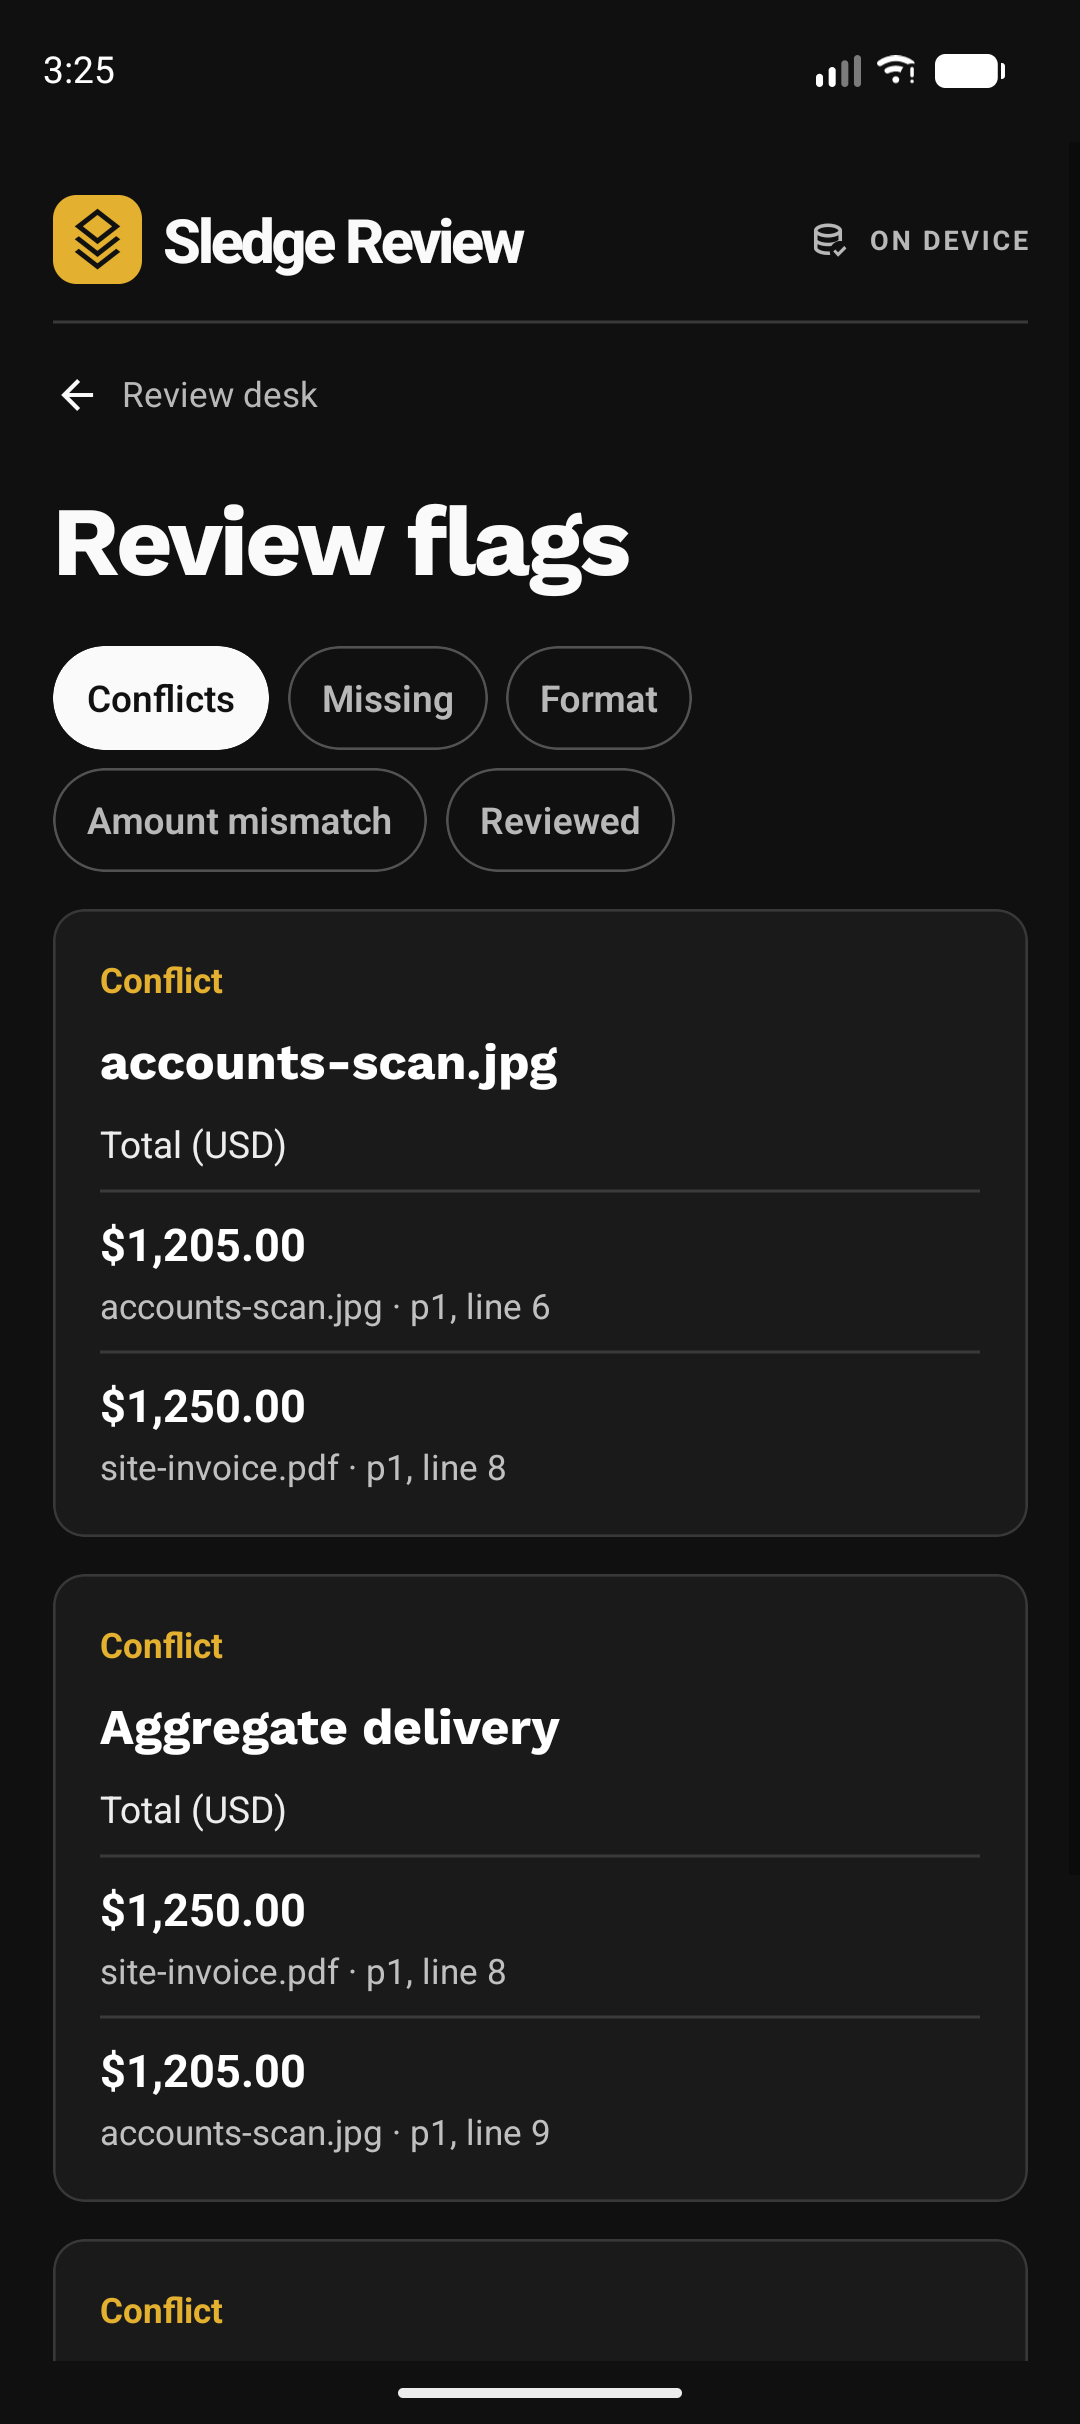 3:25
Sledge Review
ON DEVICE
Review desk
Review flags
Conflicts Missing Format
Amount mismatch Reviewed
Conflict
accounts-scan.jpg
Total (USD)
$1,205.00
accounts-scan.jpg · p1, line 6
$1,250.00
site-invoice.pdf · p1, line 8
Conflict
Aggregate delivery
Total (USD)
$1,250.00
site-invoice.pdf · p1, line 8
$1,205.00
accounts-scan.jpg · p1, line 9
Conflict